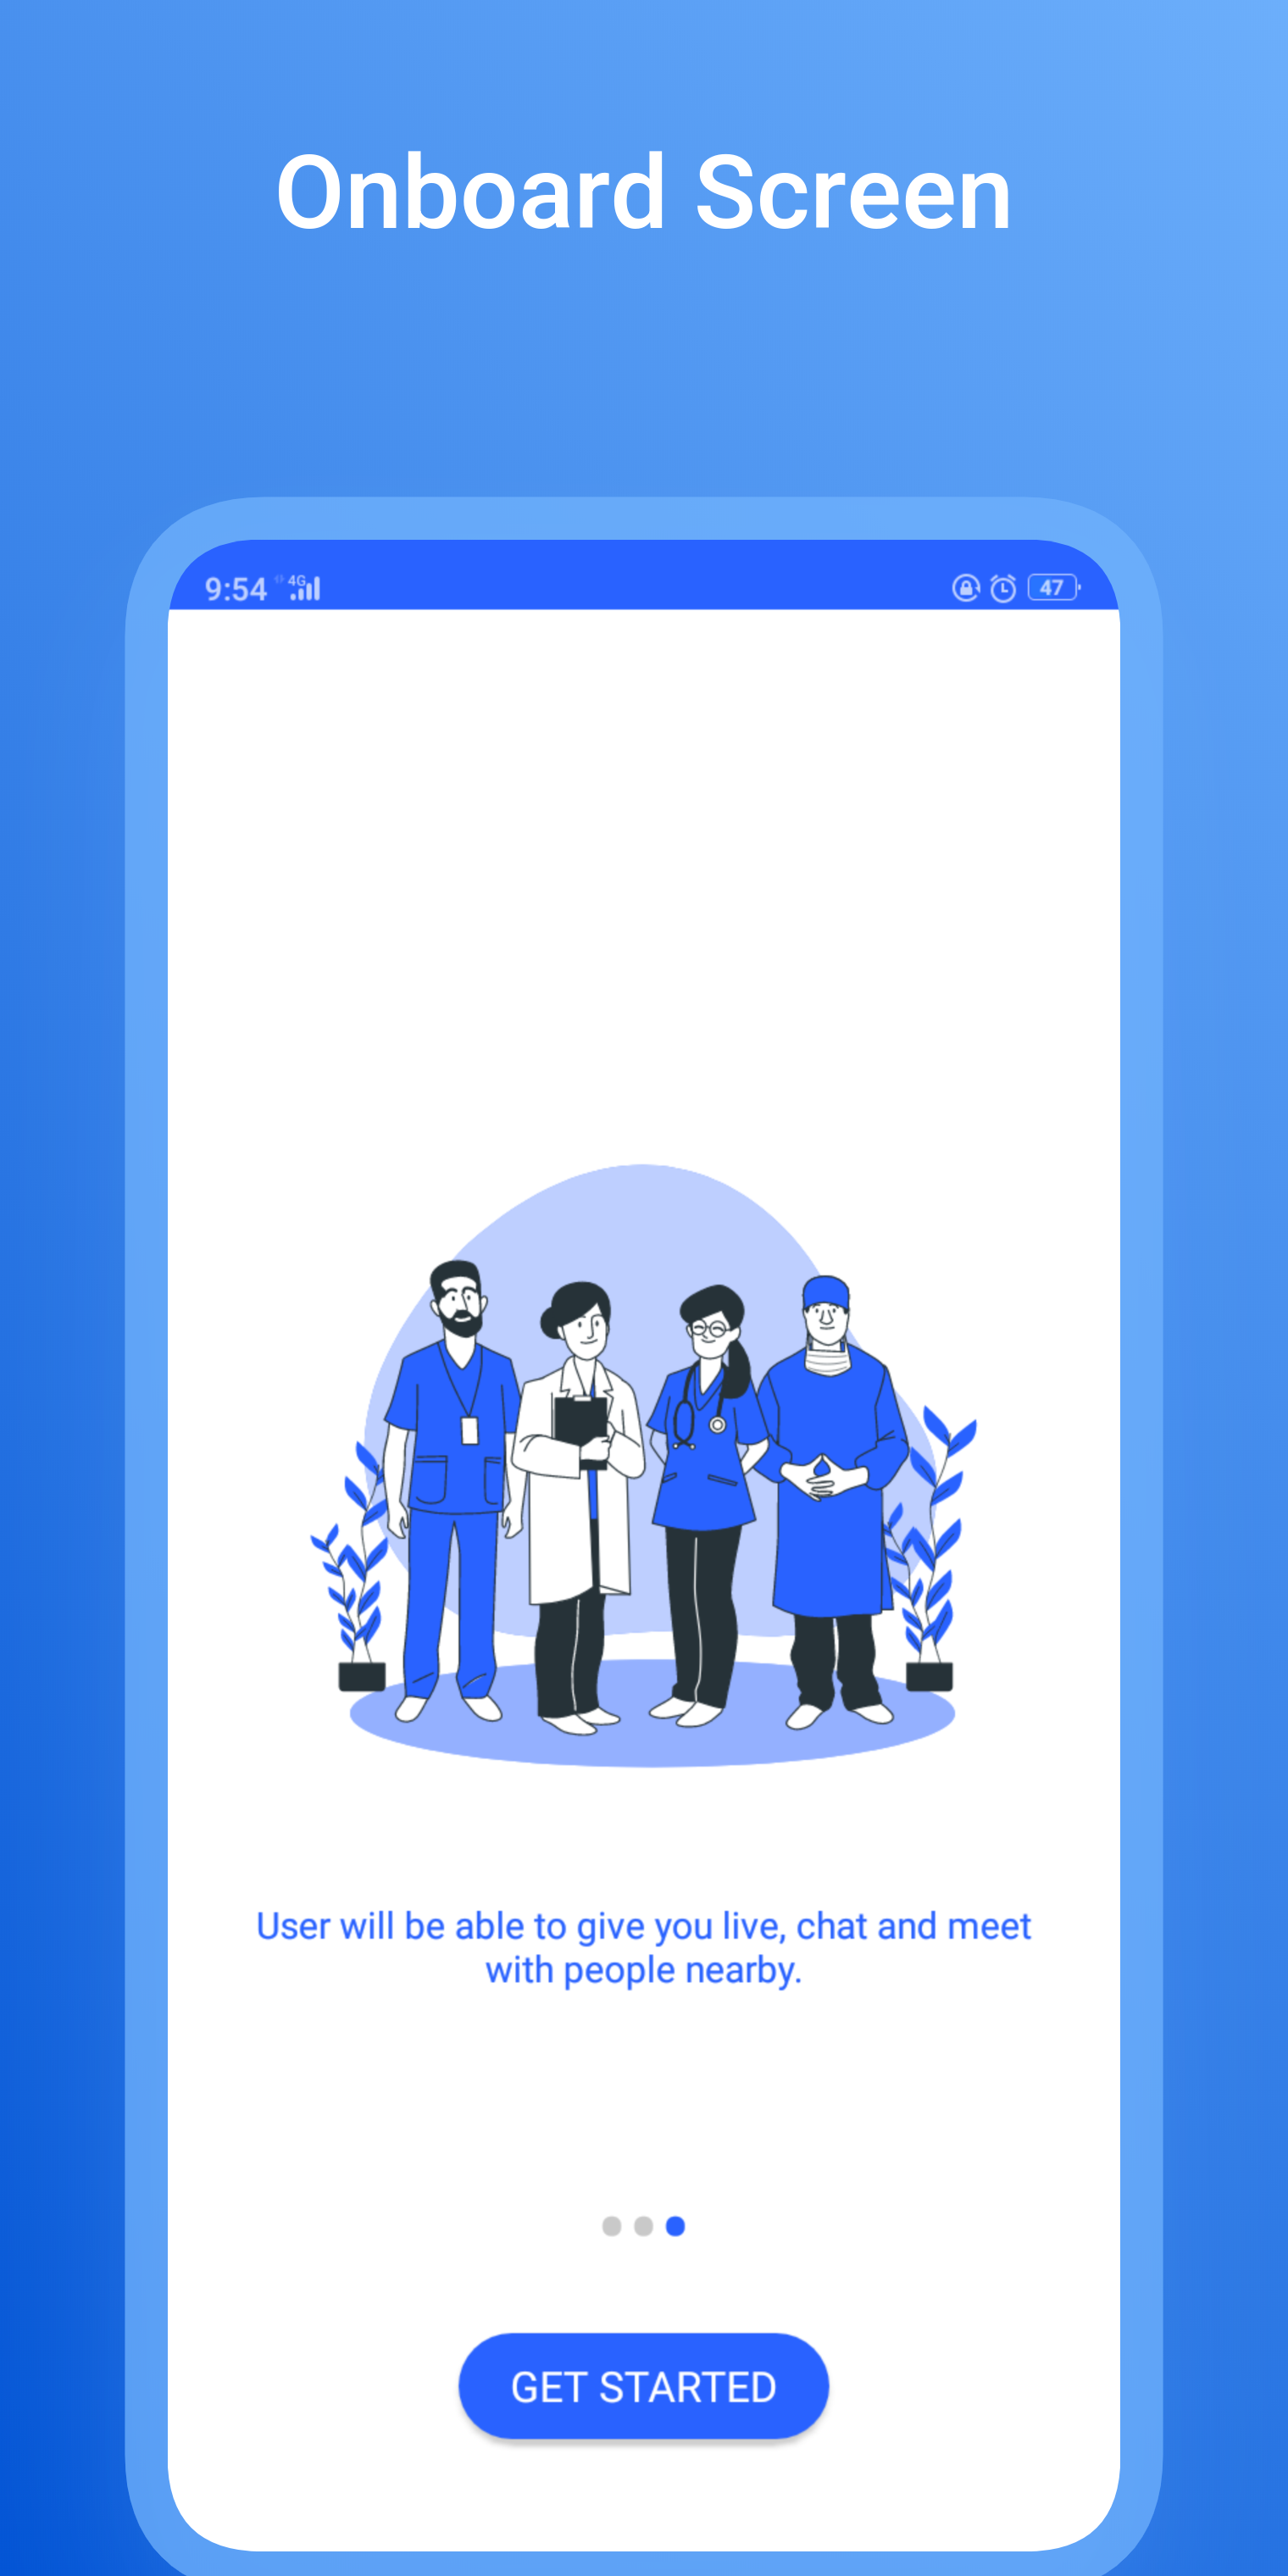 Onboard Screen
9:54 4G 47
User will be able to give you live, chat and meet
with people nearby.
GET STARTED